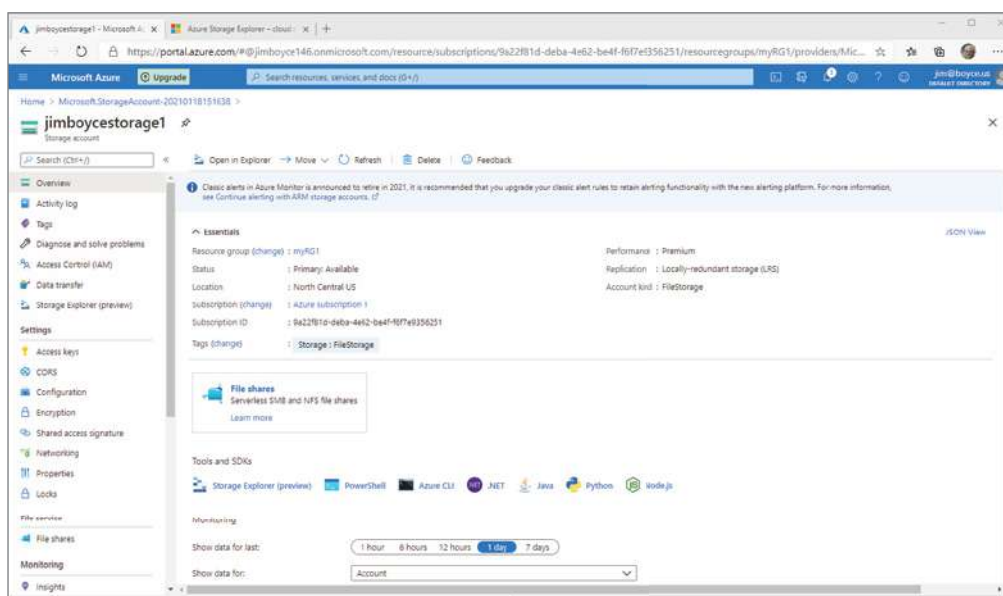 jimboycestorage1 - Microsoft A
Azure Storage Explorer – cloud
https://portal.azure.com/#@jimboyce146.onmicrosoft.com/resource/subscriptions/9a22f81d-deba-4e62-be4f-f6f7e9356251/resourcegroups/myRG1/providers/Mic...
Microsoft Azure
Upgrade
Search resources, services, and docs (G+/)
jim@boyce.us
DEFAULT DIRECTORY
Home > Microsoft.StorageAccount-20210118151638 >
jimboycestorage1
Storage account
Search (Ctrl+/)
Open in Explorer
Move
Refresh
Delete
Feedback
Overview
Activity log
Tags
Diagnose and solve problems
Access Control (IAM)
Data transfer
Storage Explorer (preview)
Settings
Access keys
CORS
Configuration
Encryption
Shared access signature
Networking
Properties
Locks
File service
File shares
Monitoring
Insights
Classic alerts in Azure Monitor is announced to retire in 2021, it is recommended that you upgrade your classic alert rules to retain alerting functionality with the new alerting platform. For more information,
see Continue alerting with ARM storage accounts.
Essentials
JSON View
Resource group (change) : myRG1
Performance : Premium
Status : Primary: Available
Replication : Locally-redundant storage (LRS)
Location : North Central US
Account kind : FileStorage
Subscription (change) : Azure subscription 1
Subscription ID : 9a22f81d-deba-4e62-be4f-f6f7e9356251
Tags (change) : Storage : FileStorage
File shares
Serverless SMB and NFS file shares
Learn more
Tools and SDKs
Storage Explorer (preview)
PowerShell
Azure CLI
.NET
Java
Python
Node.js
Monitoring
Show data for last:
1 hour
6 hours
12 hours
1 day
7 days
Show data for:
Account